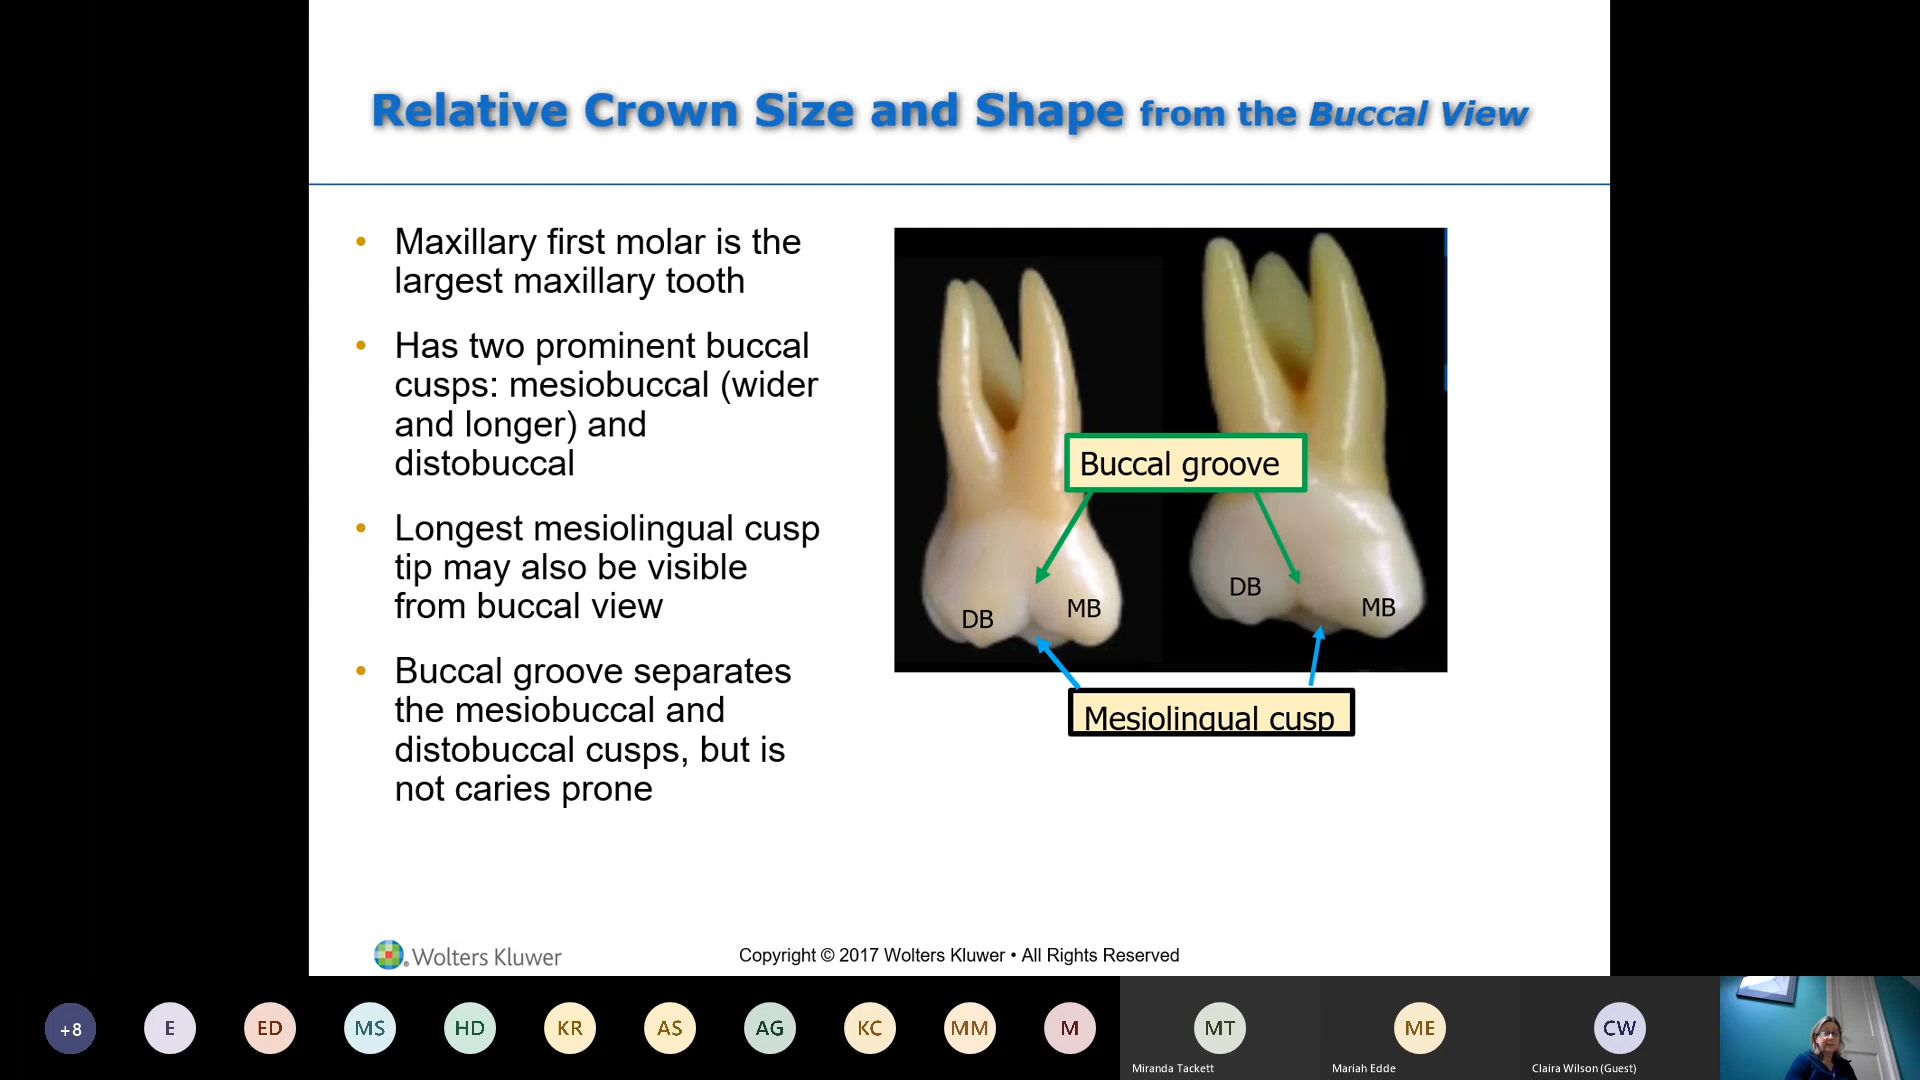 Relative Crown Size and Shape from the Buccal View
• Maxillary first molar is the
largest maxillary tooth
• Has two prominent buccal
cusps: mesiobuccal (wider
and longer) and
distobuccal
• Longest mesiolingual cusp
tip may also be visible
from buccal view
• Buccal groove separates
the mesiobuccal and
distobuccal cusps, but is
not caries prone
Buccal groove
DB
MB
DB
MB
Mesiolingual cusp
Wolters Kluwer
Copyright © 2017 Wolters Kluwer • All Rights Reserved
+8
E
ED
MS
HD
KR
AS
AG
KC
MM
M
MT
Miranda Tackett
ME
Mariah Edde
CW
Claira Wilson (Guest)